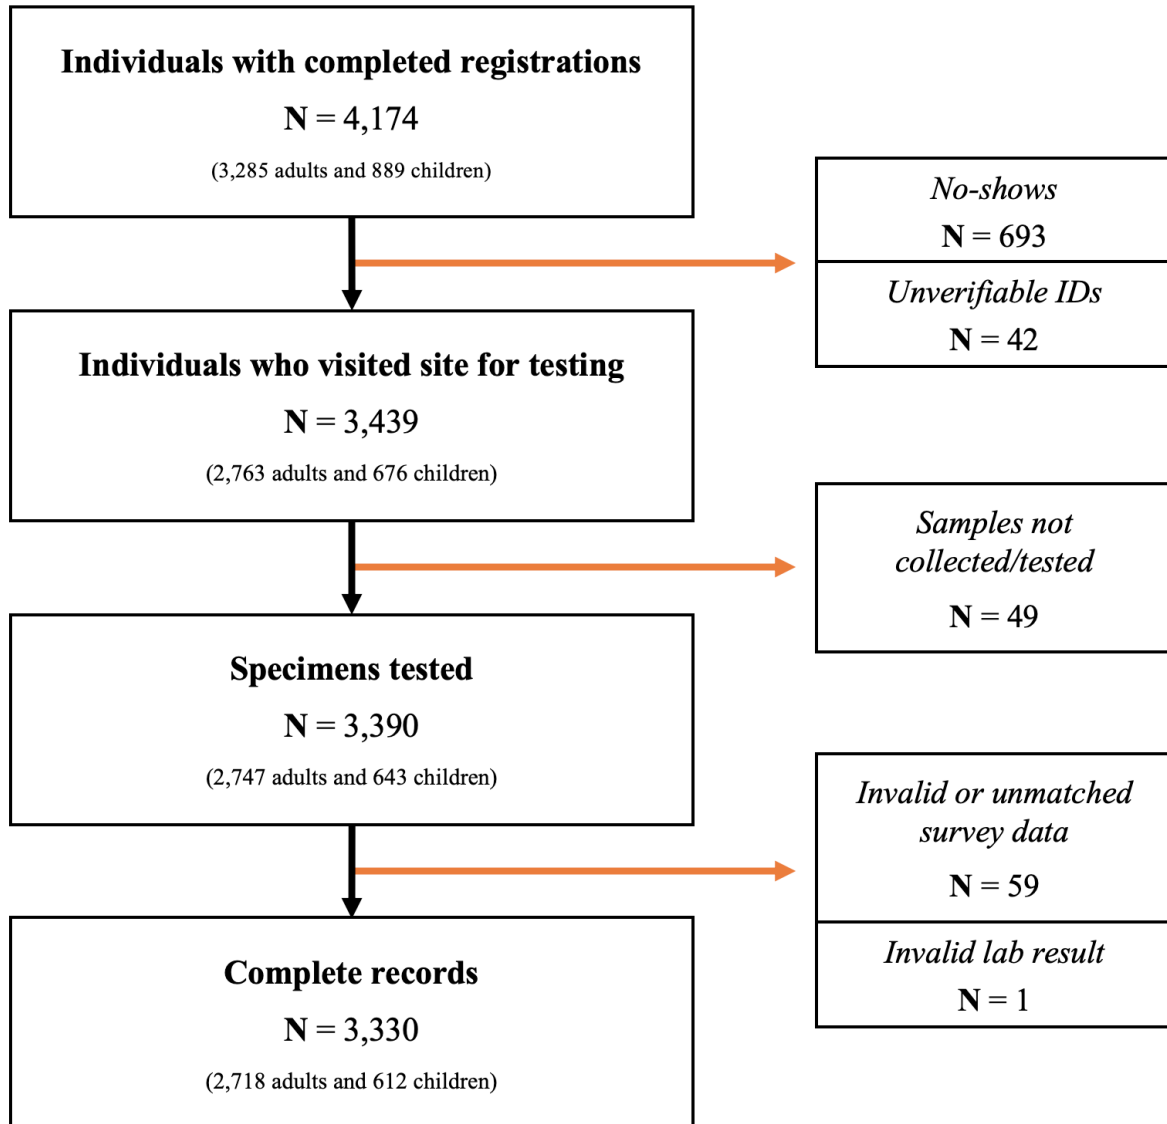 Individuals with completed registrations
N = 4,174
(3,285 adults and 889 children)
No-shows
N = 693
Unverifiable IDs
N = 42
Individuals who visited site for testing
N = 3,439
(2,763 adults and 676 children)
Samples not
collected/tested
N = 49
Specimens tested
N = 3,390
(2,747 adults and 643 children)
Invalid or unmatched
survey data
N = 59
Invalid lab result
N = 1
Complete records
N = 3,330
(2,718 adults and 612 children)